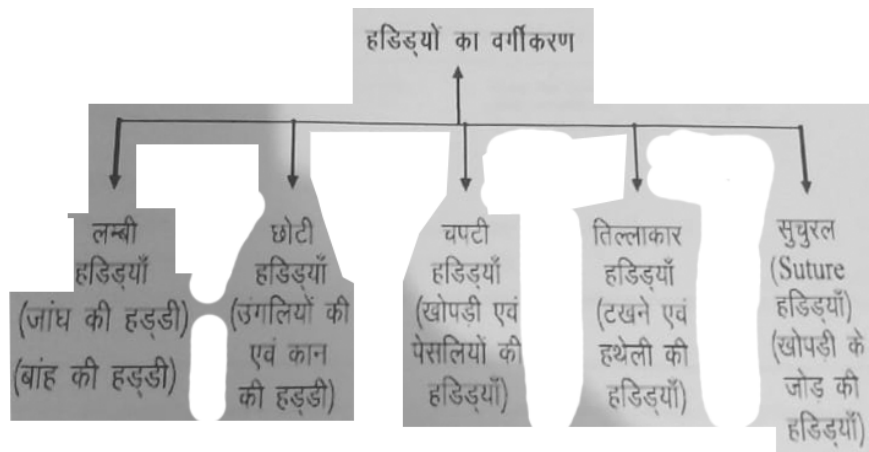 हडिड्यों का वर्गीकरण
लम्बी
हडिड्याँ
(जांघ की हड्डी)
(बांह की हड्डी)
छोटी
हडिड्याँ
(उंगलियों की
एवं कान
की हड्डी)
चपटी
हडिड्याँ
(खोपड़ी एवं
पेसलियों की
हडिड्याँ)
तिल्लाकार
हडिड्याँ
(टखने एवं
हथेली की
हडिड्याँ)
सुचुरल
(Suture
हडिड्याँ)
(खोपड़ी के
जोड़ की
हडिड्याँ)